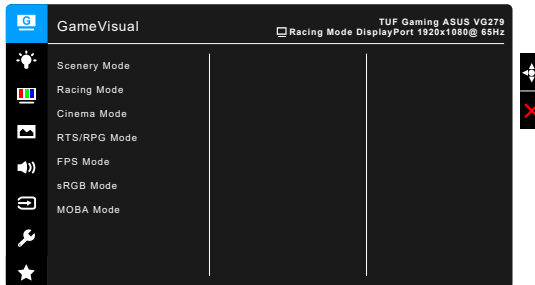 G
GameVisual
TUF Gaming ASUS VG279
Racing Mode DisplayPort 1920x1080@ 65Hz
Scenery Mode
Racing Mode
Cinema Mode
RTS/RPG Mode
FPS Mode
sRGB Mode
MOBA Mode